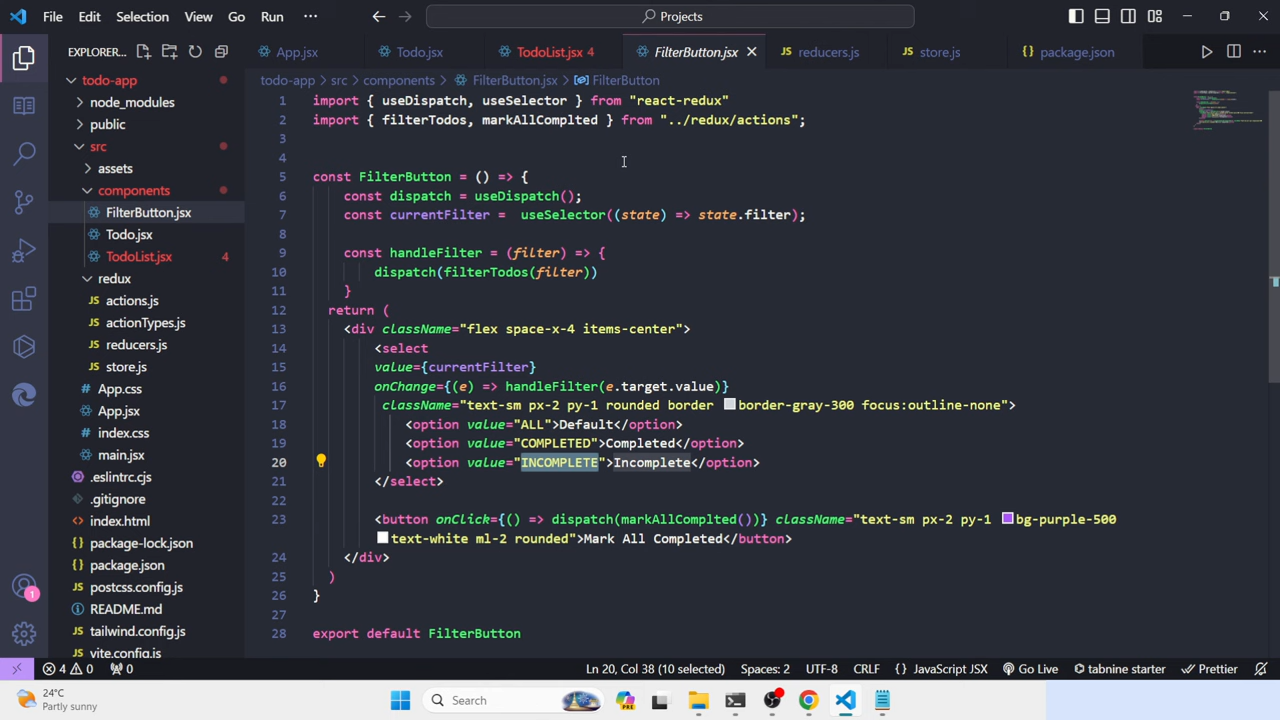 File Edit Selection View Go Run ··· Projects
EXPLORER... App.jsx Todo.jsx TodoList.jsx 4 FilterButton.jsx reducers.js store.js package.json
todo-app
node_modules
public
src
assets
components
FilterButton.jsx
Todo.jsx
TodoList.jsx 4
redux
actions.js
actionTypes.js
reducers.js
store.js
App.css
App.jsx
index.css
main.jsx
.eslintrc.cjs
.gitignore
index.html
package-lock.json
package.json
postcss.config.js
README.md
tailwind.config.js
vite.config.js
todo-app > src > components > FilterButton.jsx > FilterButton
1 import { useDispatch, useSelector } from "react-redux"
2 import { filterTodos, markAllComplted } from "../redux/actions";
3
4
5 const FilterButton = () => {
6 const dispatch = useDispatch();
7 const currentFilter = useSelector((state) => state.filter);
8
9 const handleFilter = (filter) => {
10 dispatch(filterTodos(filter))
11 }
12 return (
13 <div className="flex space-x-4 items-center">
14 <select
15 value={currentFilter}
16 onChange={(e) => handleFilter(e.target.value)}
17 className="text-sm px-2 py-1 rounded border border-gray-300 focus:outline-none">
18 <option value="ALL">Default</option>
19 <option value="COMPLETED">Completed</option>
20 <option value="INCOMPLETE">Incomplete</option>
21 </select>
22
23 <button onClick={() => dispatch(markAllComplted())} className="text-sm px-2 py-1 bg-purple-500
text-white ml-2 rounded">Mark All Completed</button>
24 </div>
25 )
26 }
27
28 export default FilterButton
1
4 0 0 Ln 20, Col 38 (10 selected) Spaces: 2 UTF-8 CRLF {} JavaScript JSX Go Live tabnine starter Prettier
24°C
Partly sunny
Search
PRE